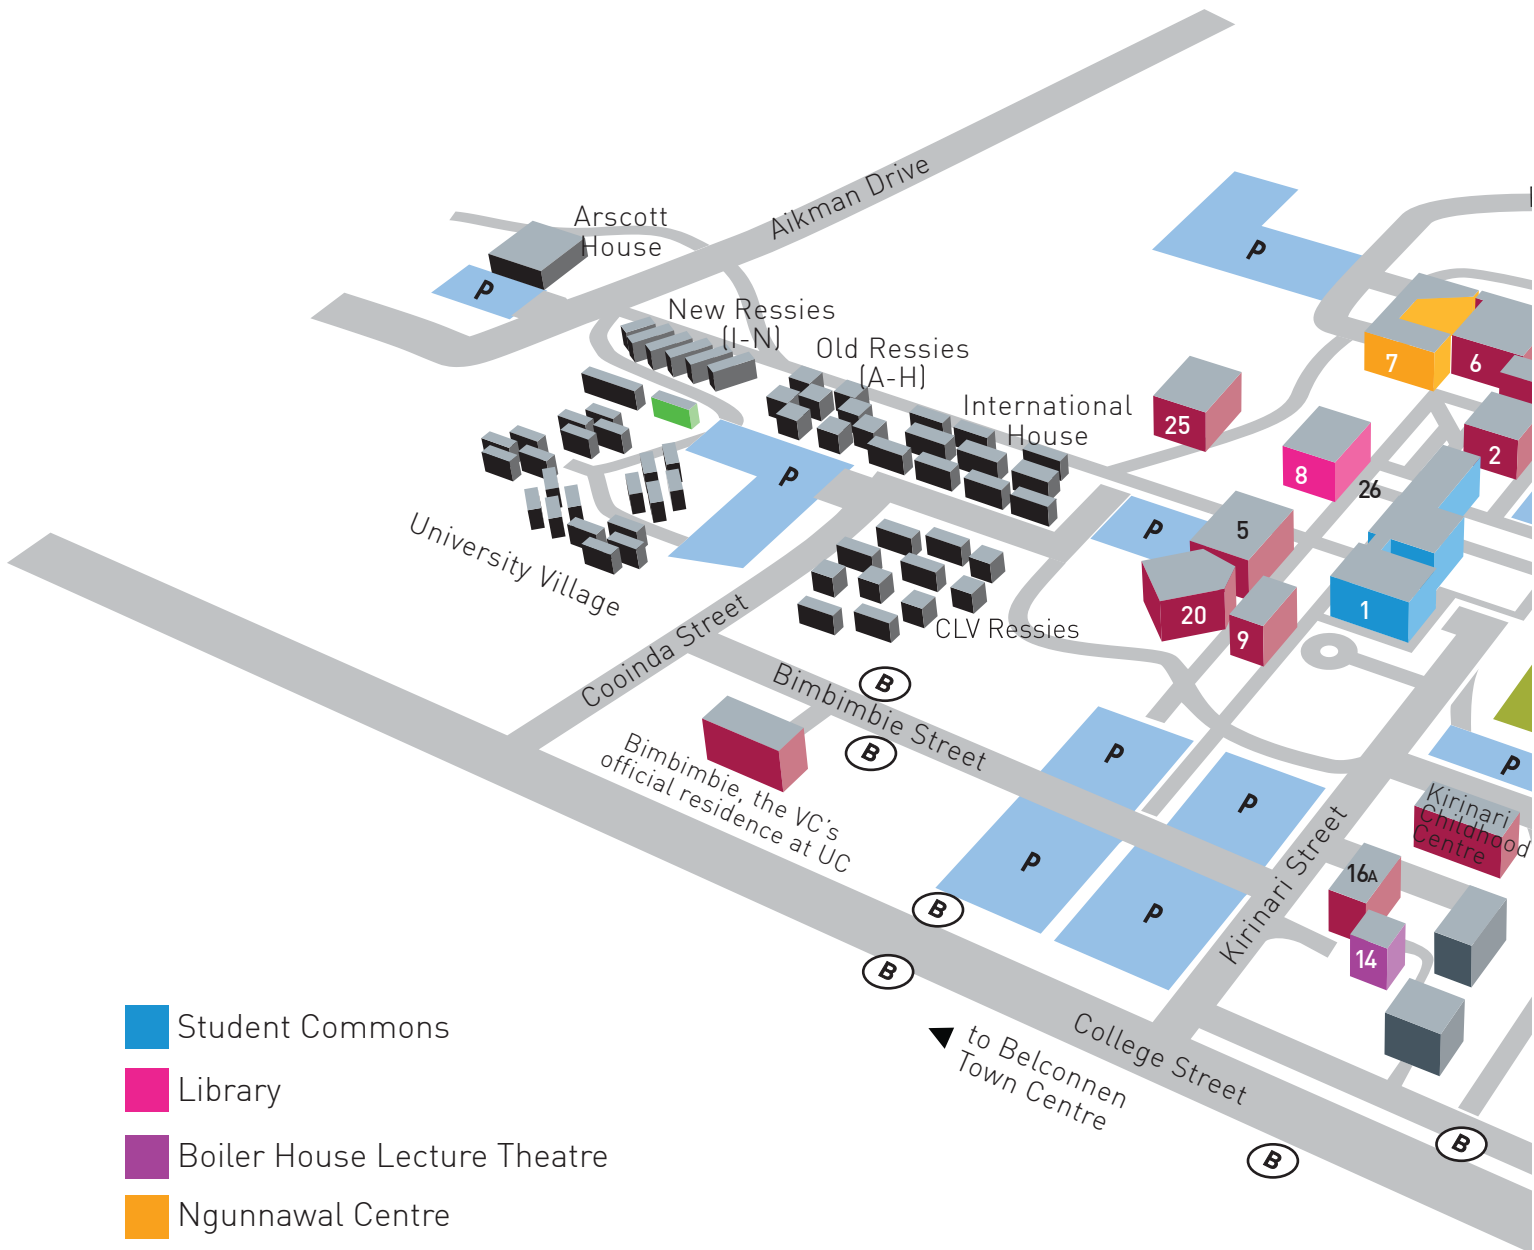 Aikman Drive
Arscott
House
P
P
New Ressies
(I-N)
Old Ressies
(A-H)
International
House
7
6
25
8
2
26
P
P
5
1
20
9
University Village
CLV Ressies
Cooinda Street
B
Bimbimbie Street
B
Bimbimbie, the VC's
official residence at UC
P
P
P
P
P
Kirinari
Childhood
Centre
Kirinari Street
16A
14
B
B
College Street
to Belconnen
Town Centre
B
B
Student Commons
Library
Boiler House Lecture Theatre
Ngunnawal Centre